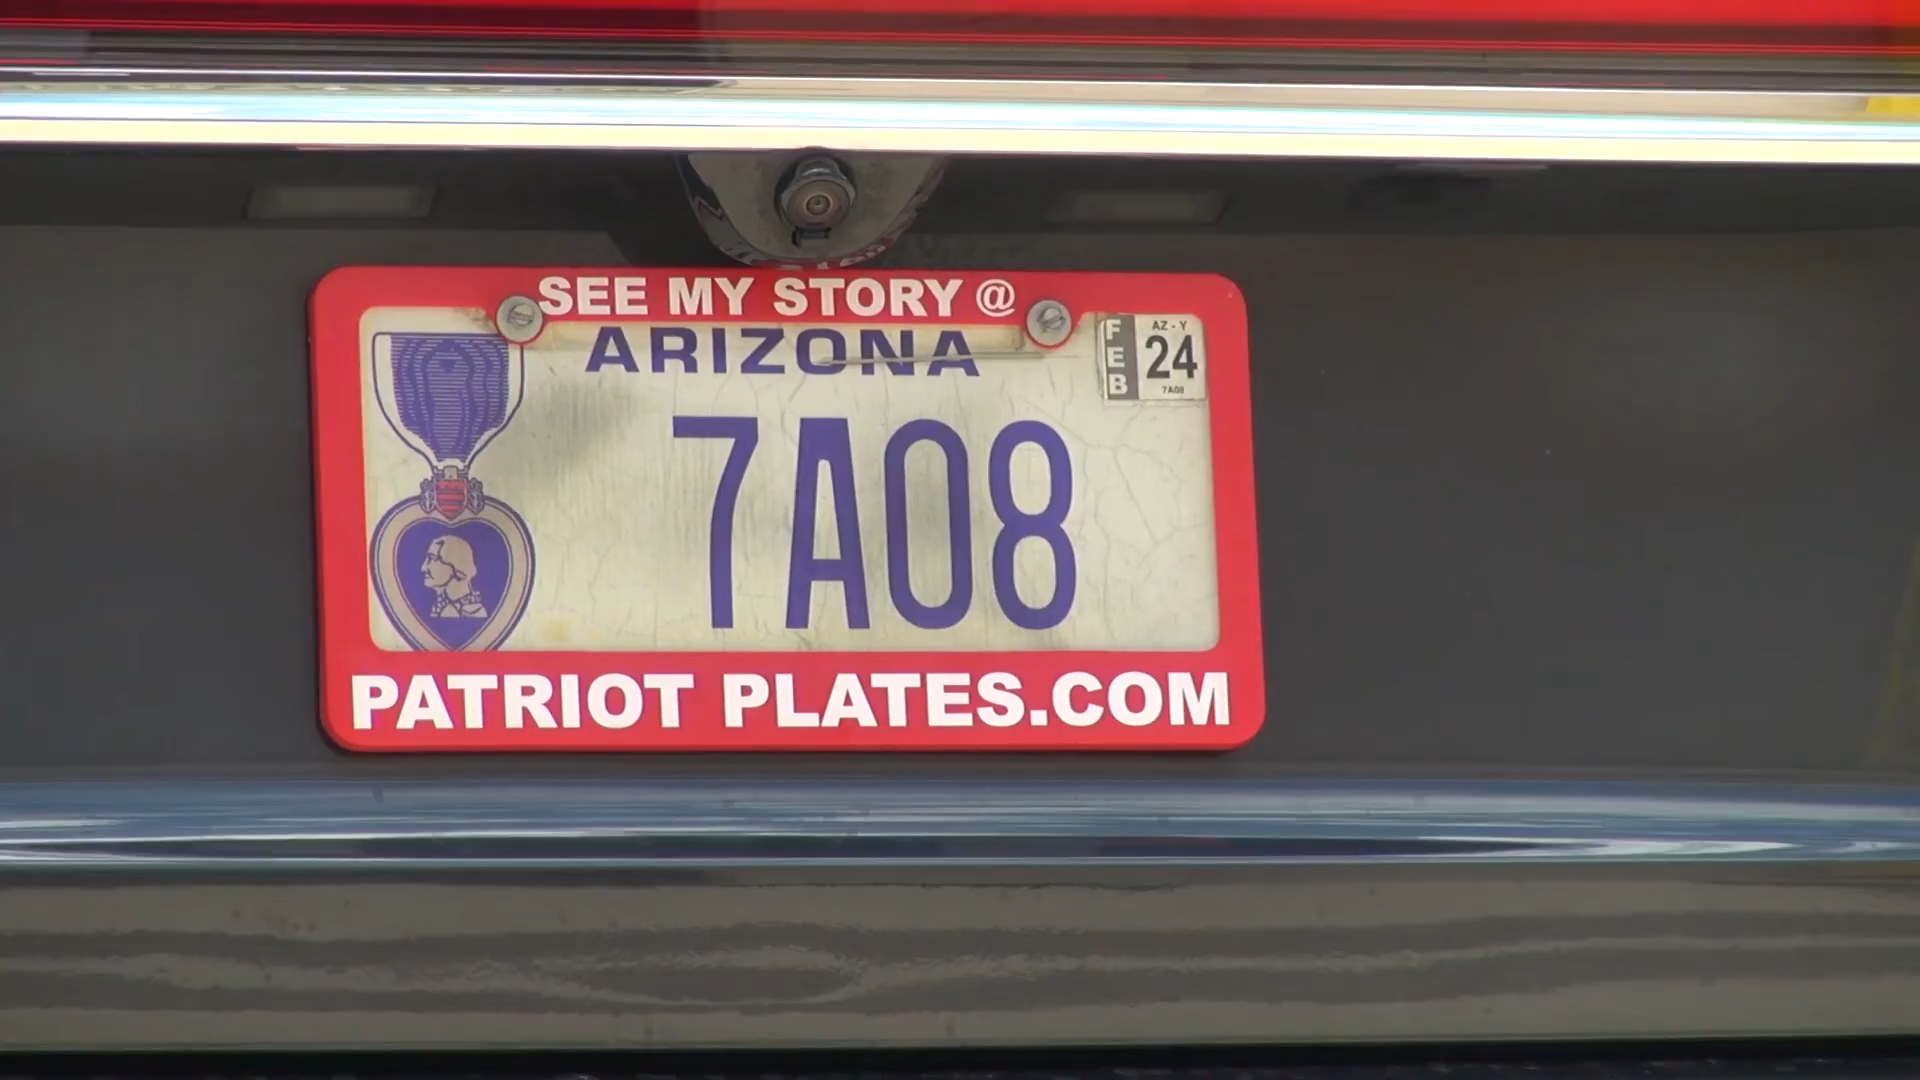 SEE MY STORY @
ARIZONA
FEB
AZ - Y
24
7A08
7A08
PATRIOT PLATES.COM